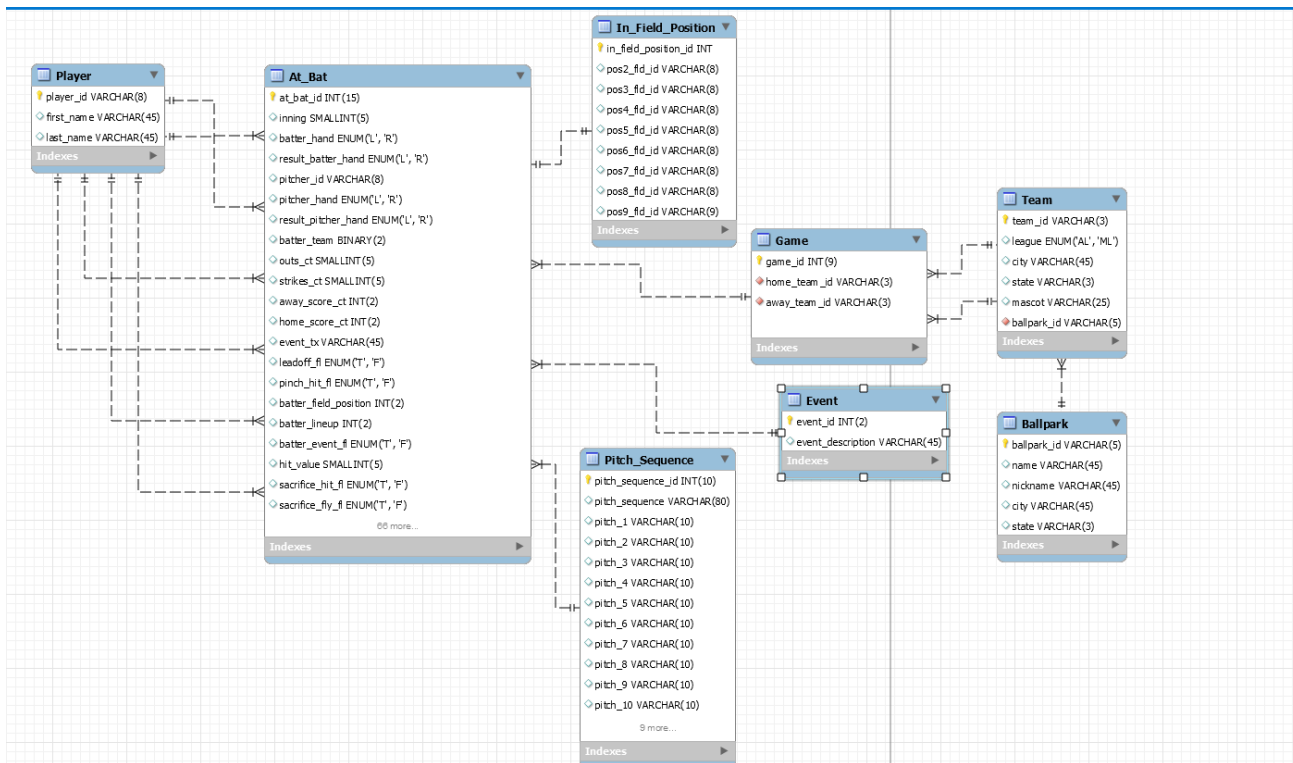 Player
player_id VARCHAR(8)
first_name VARCHAR(45)
last_name VARCHAR(45)
Indexes
At_Bat
at_bat_id INT(15)
inning SMALLINT(5)
batter_hand ENUM('L', 'R')
result_batter_hand ENUM('L', 'R')
pitcher_id VARCHAR(8)
pitcher_hand ENUM('L', 'R')
result_pitcher_hand ENUM('L', 'R')
batter_team BINARY(2)
outs_ct SMALLINT(5)
strikes_ct SMALLINT(5)
away_score_ct INT(2)
home_score_ct INT(2)
event_tx VARCHAR(45)
leadoff_fl ENUM('T', 'F')
pinch_hit_fl ENUM('T', 'F')
batter_field_position INT(2)
batter_lineup INT(2)
batter_event_fl ENUM('T', 'F')
hit_value SMALLINT(5)
sacrifice_hit_fl ENUM('T', 'F')
sacrifice_fly_fl ENUM('T', 'F')
66 more...
Indexes
In_Field_Position
in_field_position_id INT
pos2_fld_id VARCHAR(8)
pos3_fld_id VARCHAR(8)
pos4_fld_id VARCHAR(8)
pos5_fld_id VARCHAR(8)
pos6_fld_id VARCHAR(8)
pos7_fld_id VARCHAR(8)
pos8_fld_id VARCHAR(8)
pos9_fld_id VARCHAR(9)
Indexes
Game
game_id INT(9)
home_team_id VARCHAR(3)
away_team_id VARCHAR(3)
Indexes
Team
team_id VARCHAR(3)
league ENUM('AL', 'ML')
city VARCHAR(45)
state VARCHAR(3)
mascot VARCHAR(25)
ballpark_id VARCHAR(5)
Indexes
Event
event_id INT(2)
event_description VARCHAR(45)
Indexes
Ballpark
ballpark_id VARCHAR(5)
name VARCHAR(45)
nickname VARCHAR(45)
city VARCHAR(45)
state VARCHAR(3)
Indexes
Pitch_Sequence
pitch_sequence_id INT(10)
pitch_sequence VARCHAR(80)
pitch_1 VARCHAR(10)
pitch_2 VARCHAR(10)
pitch_3 VARCHAR(10)
pitch_4 VARCHAR(10)
pitch_5 VARCHAR(10)
pitch_6 VARCHAR(10)
pitch_7 VARCHAR(10)
pitch_8 VARCHAR(10)
pitch_9 VARCHAR(10)
pitch_10 VARCHAR(10)
9 more...
Indexes